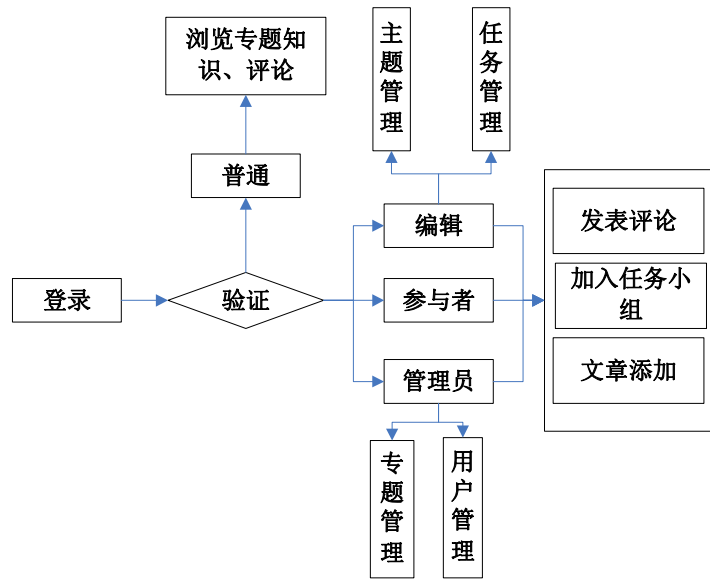 浏览专题知
识、评论
主题管理
任务管理
普通
编辑
发表评论
登录
验证
参与者
加入任务小
组
管理员
文章添加
专题管理
用户管理